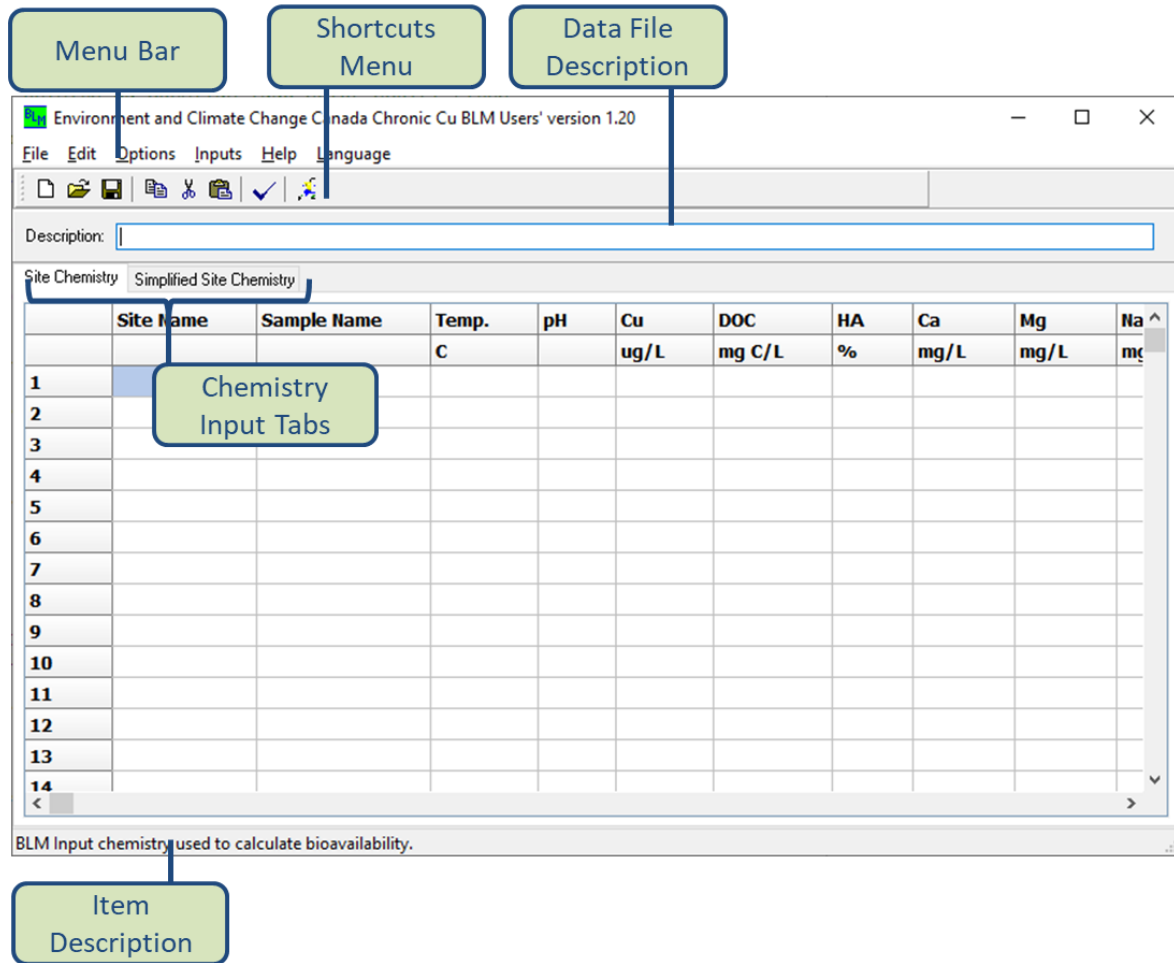 Menu Bar
Shortcuts
Menu
Data File
Description
BLM Environment and Climate Change Canada Chronic Cu BLM Users' version 1.20
File Edit Options Inputs Help Language
Description:
Site Chemistry Simplified Site Chemistry
Site Name Sample Name Temp. pH Cu DOC HA Ca Mg Na
C ug/L mg C/L % mg/L mg/L
1
Chemistry
Input Tabs
2
3
4
5
6
7
8
9
10
11
12
13
14
BLM Input chemistry used to calculate bioavailability.
Item
Description